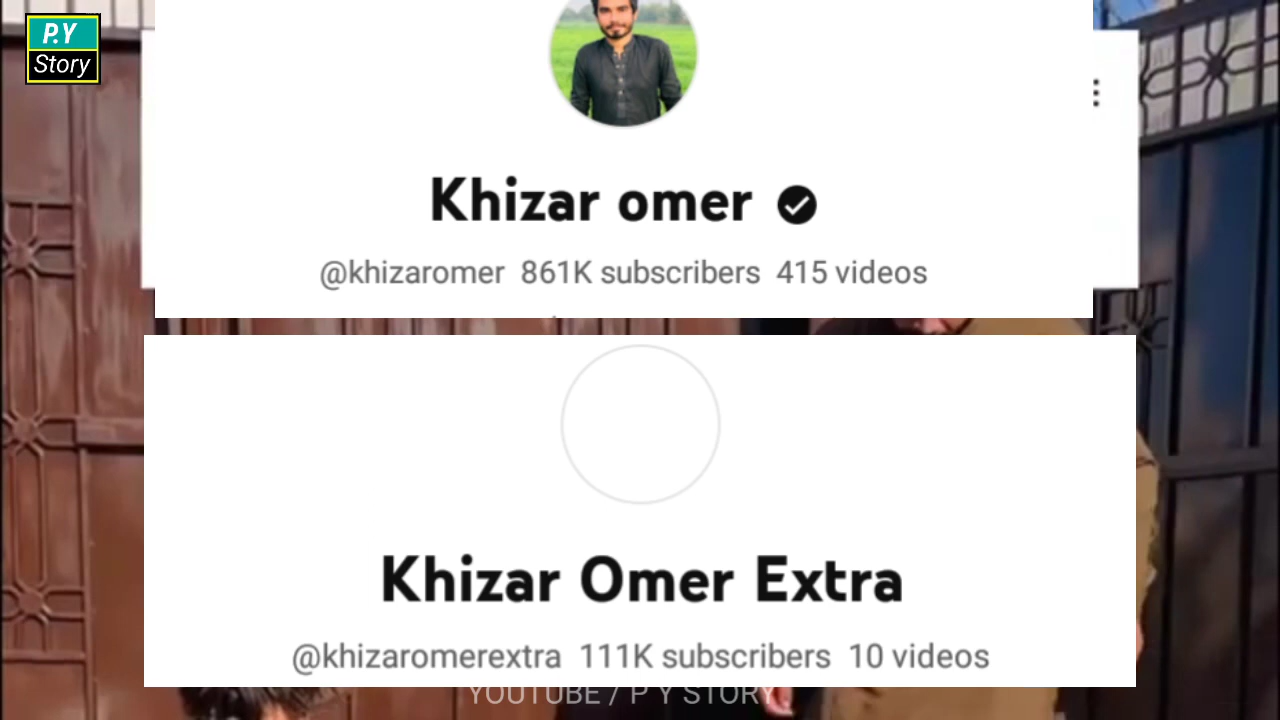 P.Y
Story
Khizar omer
@khizaromer 861K subscribers 415 videos
Khizar Omer Extra
@khizaromerextra 111K subscribers 10 videos
YOUTUBE / P Y STORY